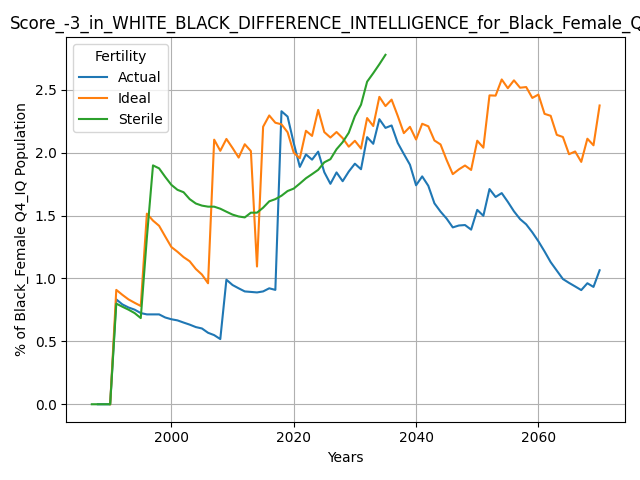 Score_-3_in_WHITE_BLACK_DIFFERENCE_INTELLIGENCE_for_Black_Female_Q
Fertility
Actual
Ideal
Sterile
% of Black_Female Q4_IQ Population
2.5
2.0
1.5
1.0
0.5
0.0
2000
2020
2040
2060
Years